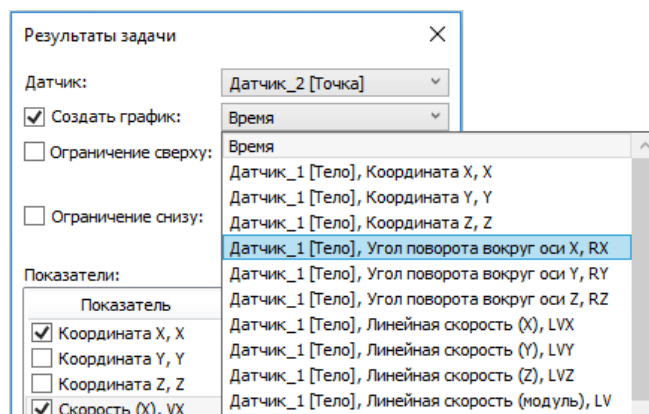 Результаты задачи
Датчик: Датчик_2 [Точка]
Создать график: Время
Ограничение сверху:
Ограничение снизу:
Показатели:
Показатель
Координата X, X
Координата Y, Y
Координата Z, Z
Скорость (X), VX
Время
Датчик_1 [Тело], Координата X, X
Датчик_1 [Тело], Координата Y, Y
Датчик_1 [Тело], Координата Z, Z
Датчик_1 [Тело], Угол поворота вокруг оси X, RX
Датчик_1 [Тело], Угол поворота вокруг оси Y, RY
Датчик_1 [Тело], Угол поворота вокруг оси Z, RZ
Датчик_1 [Тело], Линейная скорость (X), LVX
Датчик_1 [Тело], Линейная скорость (Y), LVY
Датчик_1 [Тело], Линейная скорость (Z), LVZ
Датчик_1 [Тело], Линейная скорость (модуль), LV